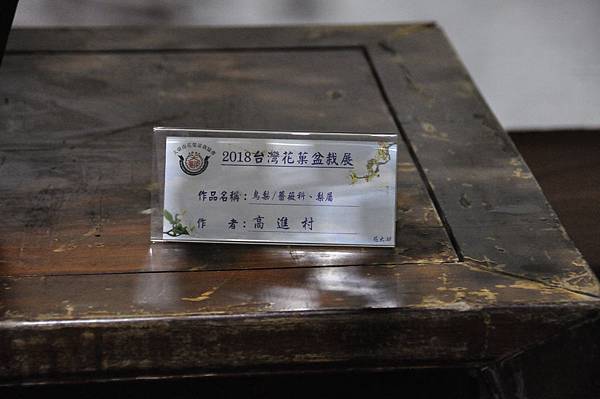 2018台灣花菓盆栽展
作品名稱：鳥梨/薔薇科、梨屬
作　者：高 進 村